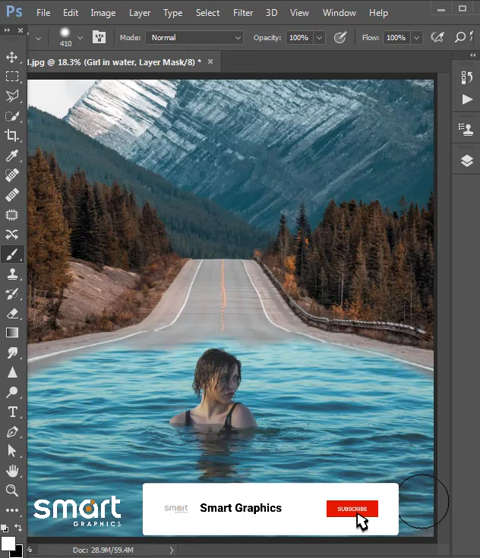 Ps File Edit Image Layer Type Select Filter 3D View Window Help
410 Mode: Normal Opacity: 100% Flow: 100%
l.jpg @ 18.3% (Girl in water, Layer Mask/8) *
smart
GRAPHICS
smart
GRAPHICS
Smart Graphics
SUBSCRIBE
Doc: 28.9M/59.4M